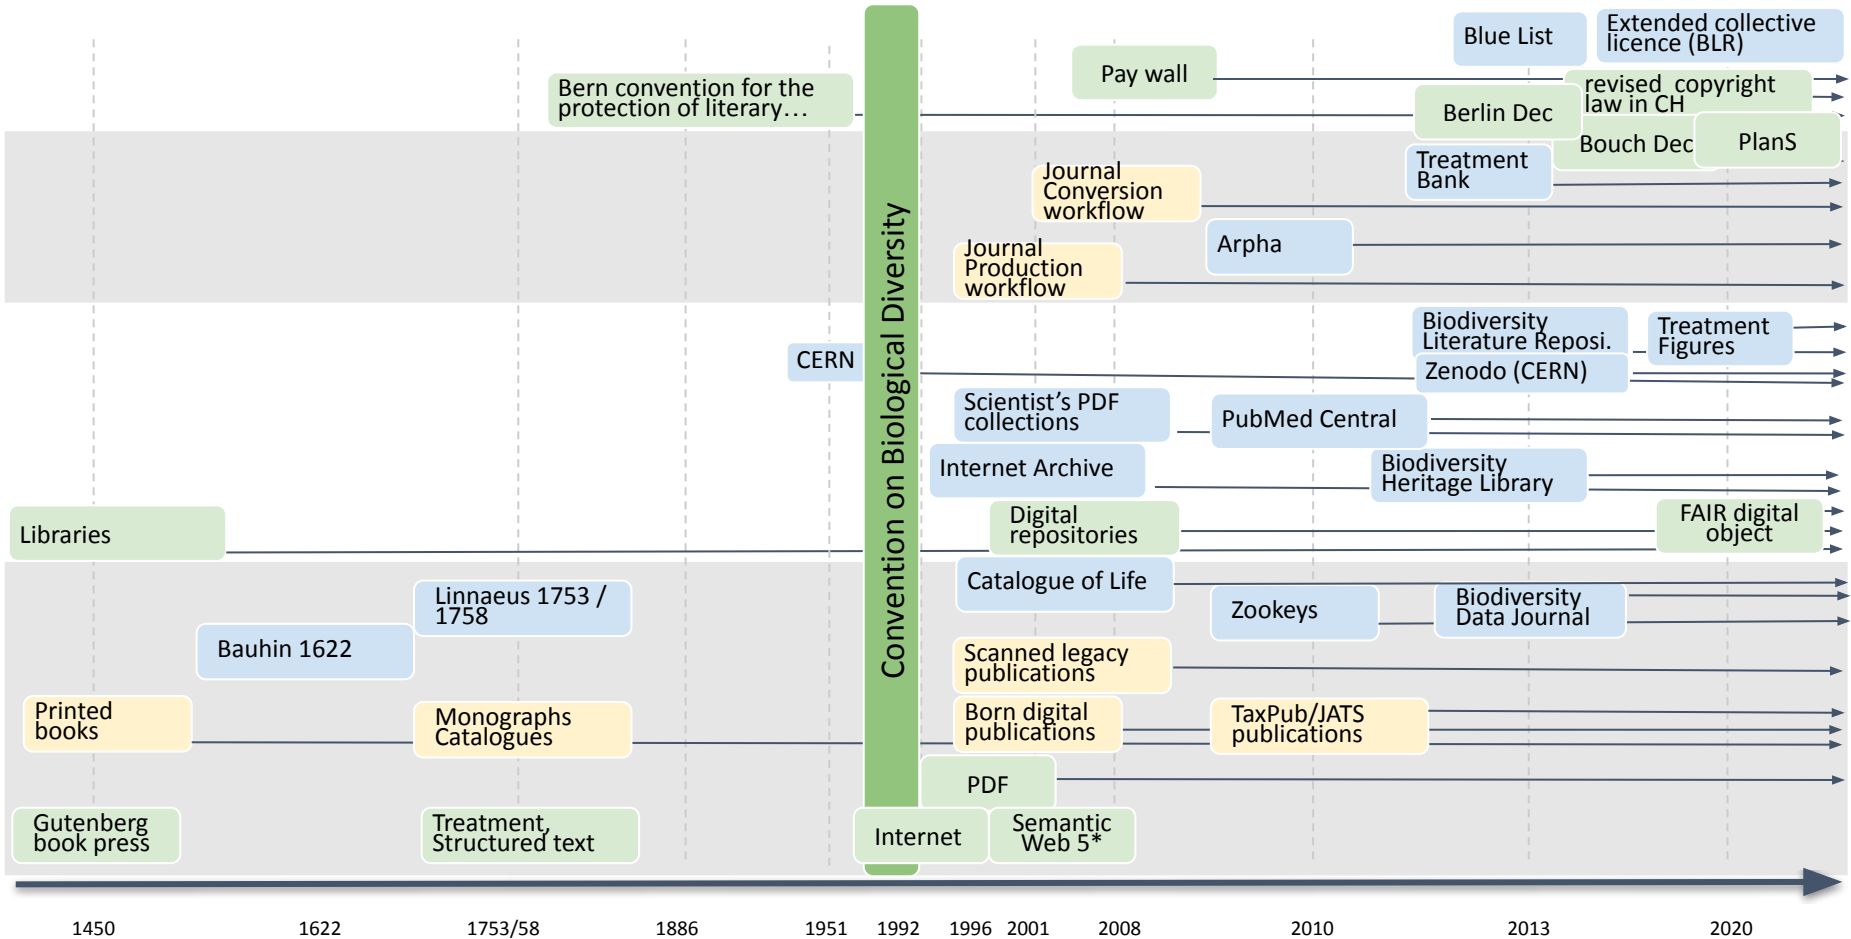 Blue List
Extended collective
licence (BLR)
Pay wall
Bern convention for the
protection of literary…
revised copyright
law in CH
Berlin Dec
Bouch Dec
PlanS
Treatment
Bank
Journal
Conversion
workflow
Arpha
Journal
Production
workflow
Convention on Biological Diversity
Biodiversity
Literature Reposi.
Treatment
Figures
CERN
Zenodo (CERN)
Scientist’s PDF
collections
PubMed Central
Internet Archive
Biodiversity
Heritage Library
Libraries
Digital
repositories
FAIR digital
object
Catalogue of Life
Linnaeus 1753 /
1758
Zookeys
Biodiversity
Data Journal
Bauhin 1622
Scanned legacy
publications
Printed
books
Monographs
Catalogues
Born digital
publications
TaxPub/JATS
publications
PDF
Gutenberg
book press
Treatment,
Structured text
Internet
Semantic
Web 5*
1450
1622
1753/58
1886
1951
1992
1996
2001
2008
2010
2013
2020